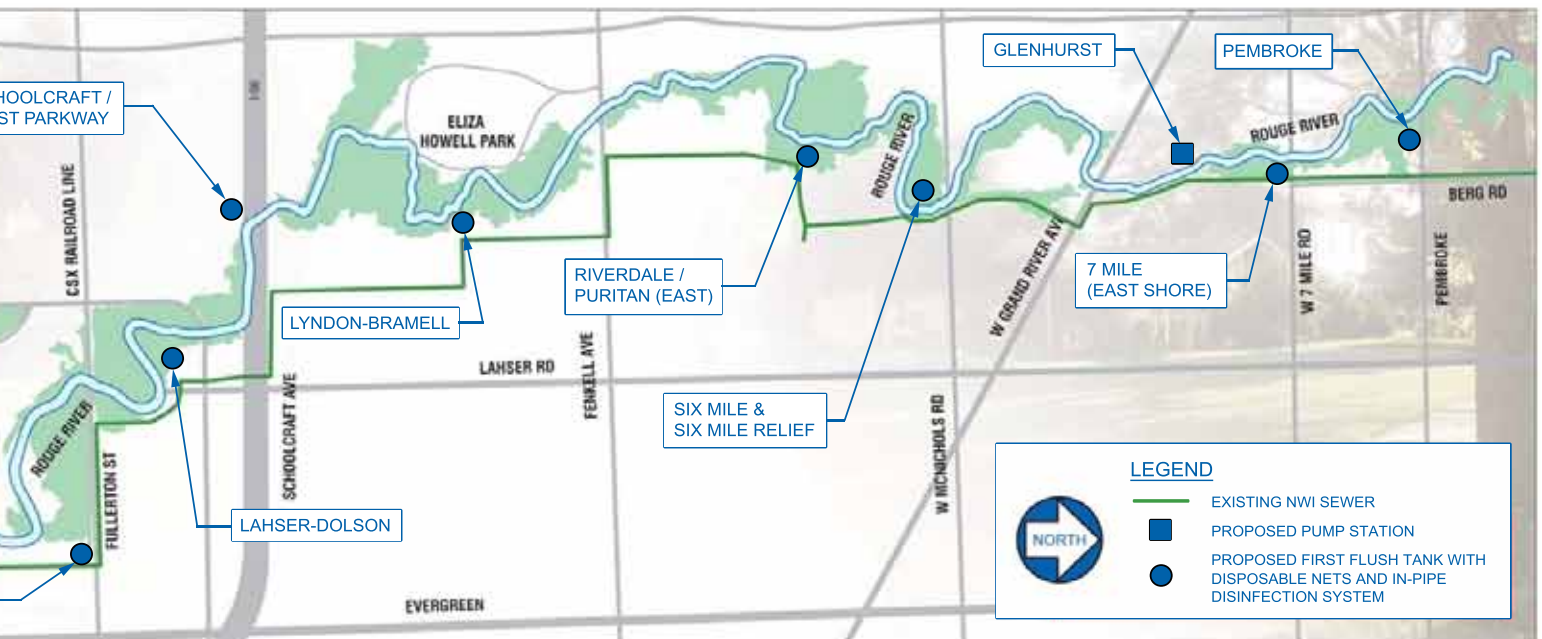 GLENHURST
PEMBROKE
HOOLCRAFT /
ST PARKWAY
ELIZA
HOWELL PARK
ROUGE RIVER
ROUGE RIVER
CSX RAILROAD LINE
BERG RD
RIVERDALE /
PURITAN (EAST)
7 MILE
(EAST SHORE)
W GRAND RIVER AVE
W 7 MILE RD
PEMBROKE
LYNDON-BRAMELL
LAHSER RD
FENKELL AVE
SCHOOLCRAFT AVE
SIX MILE &
SIX MILE RELIEF
W MCNICHOLS RD
ROUGE RIVER
FULLERTON ST
LAHSER-DOLSON
EVERGREEN
LEGEND
EXISTING NWI SEWER
PROPOSED PUMP STATION
PROPOSED FIRST FLUSH TANK WITH
DISPOSABLE NETS AND IN-PIPE
DISINFECTION SYSTEM
NORTH